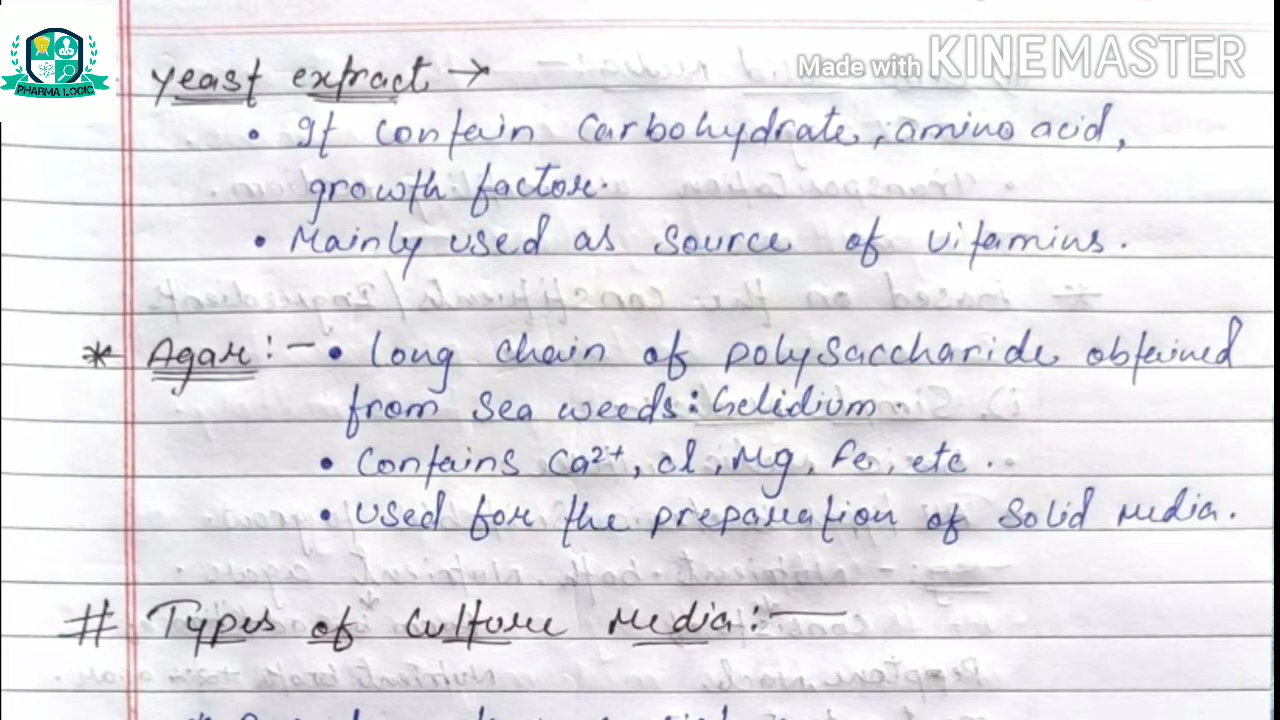 PHARMA LOGIC
Made with KINEMASTER
Yeast extract →
• It contain Carbohydrate, amino acid,
growth factor.
• Mainly used as source of vitamins.
* Agar :- • Long chain of polysaccharide obtained
from sea weeds : Gelidium.
• Contains Ca²⁺, Cl, Mg, Fe, etc.
• Used for the preparation of solid media.
# Types of culture media :-